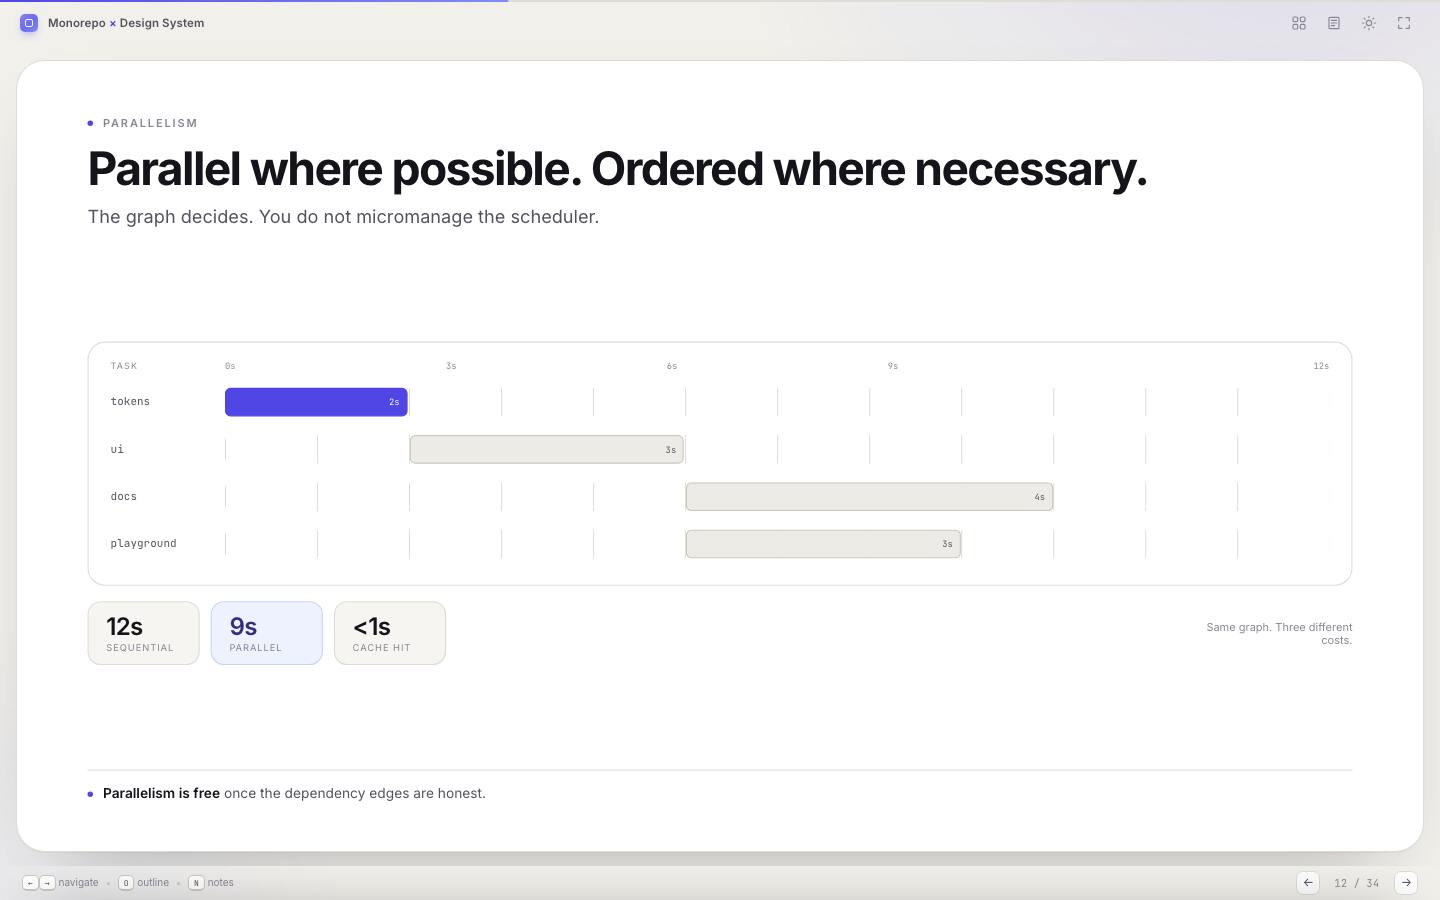 Monorepo × Design System
PARALLELISM
Parallel where possible. Ordered where necessary.
The graph decides. You do not micromanage the scheduler.
TASK 0s 3s 6s 9s 12s
tokens 2s
ui 3s
docs 4s
playground 3s
12s
SEQUENTIAL
9s
PARALLEL
<1s
CACHE HIT
Same graph. Three different
costs.
Parallelism is free once the dependency edges are honest.
← → navigate • O outline • N notes
← 12 / 34 →